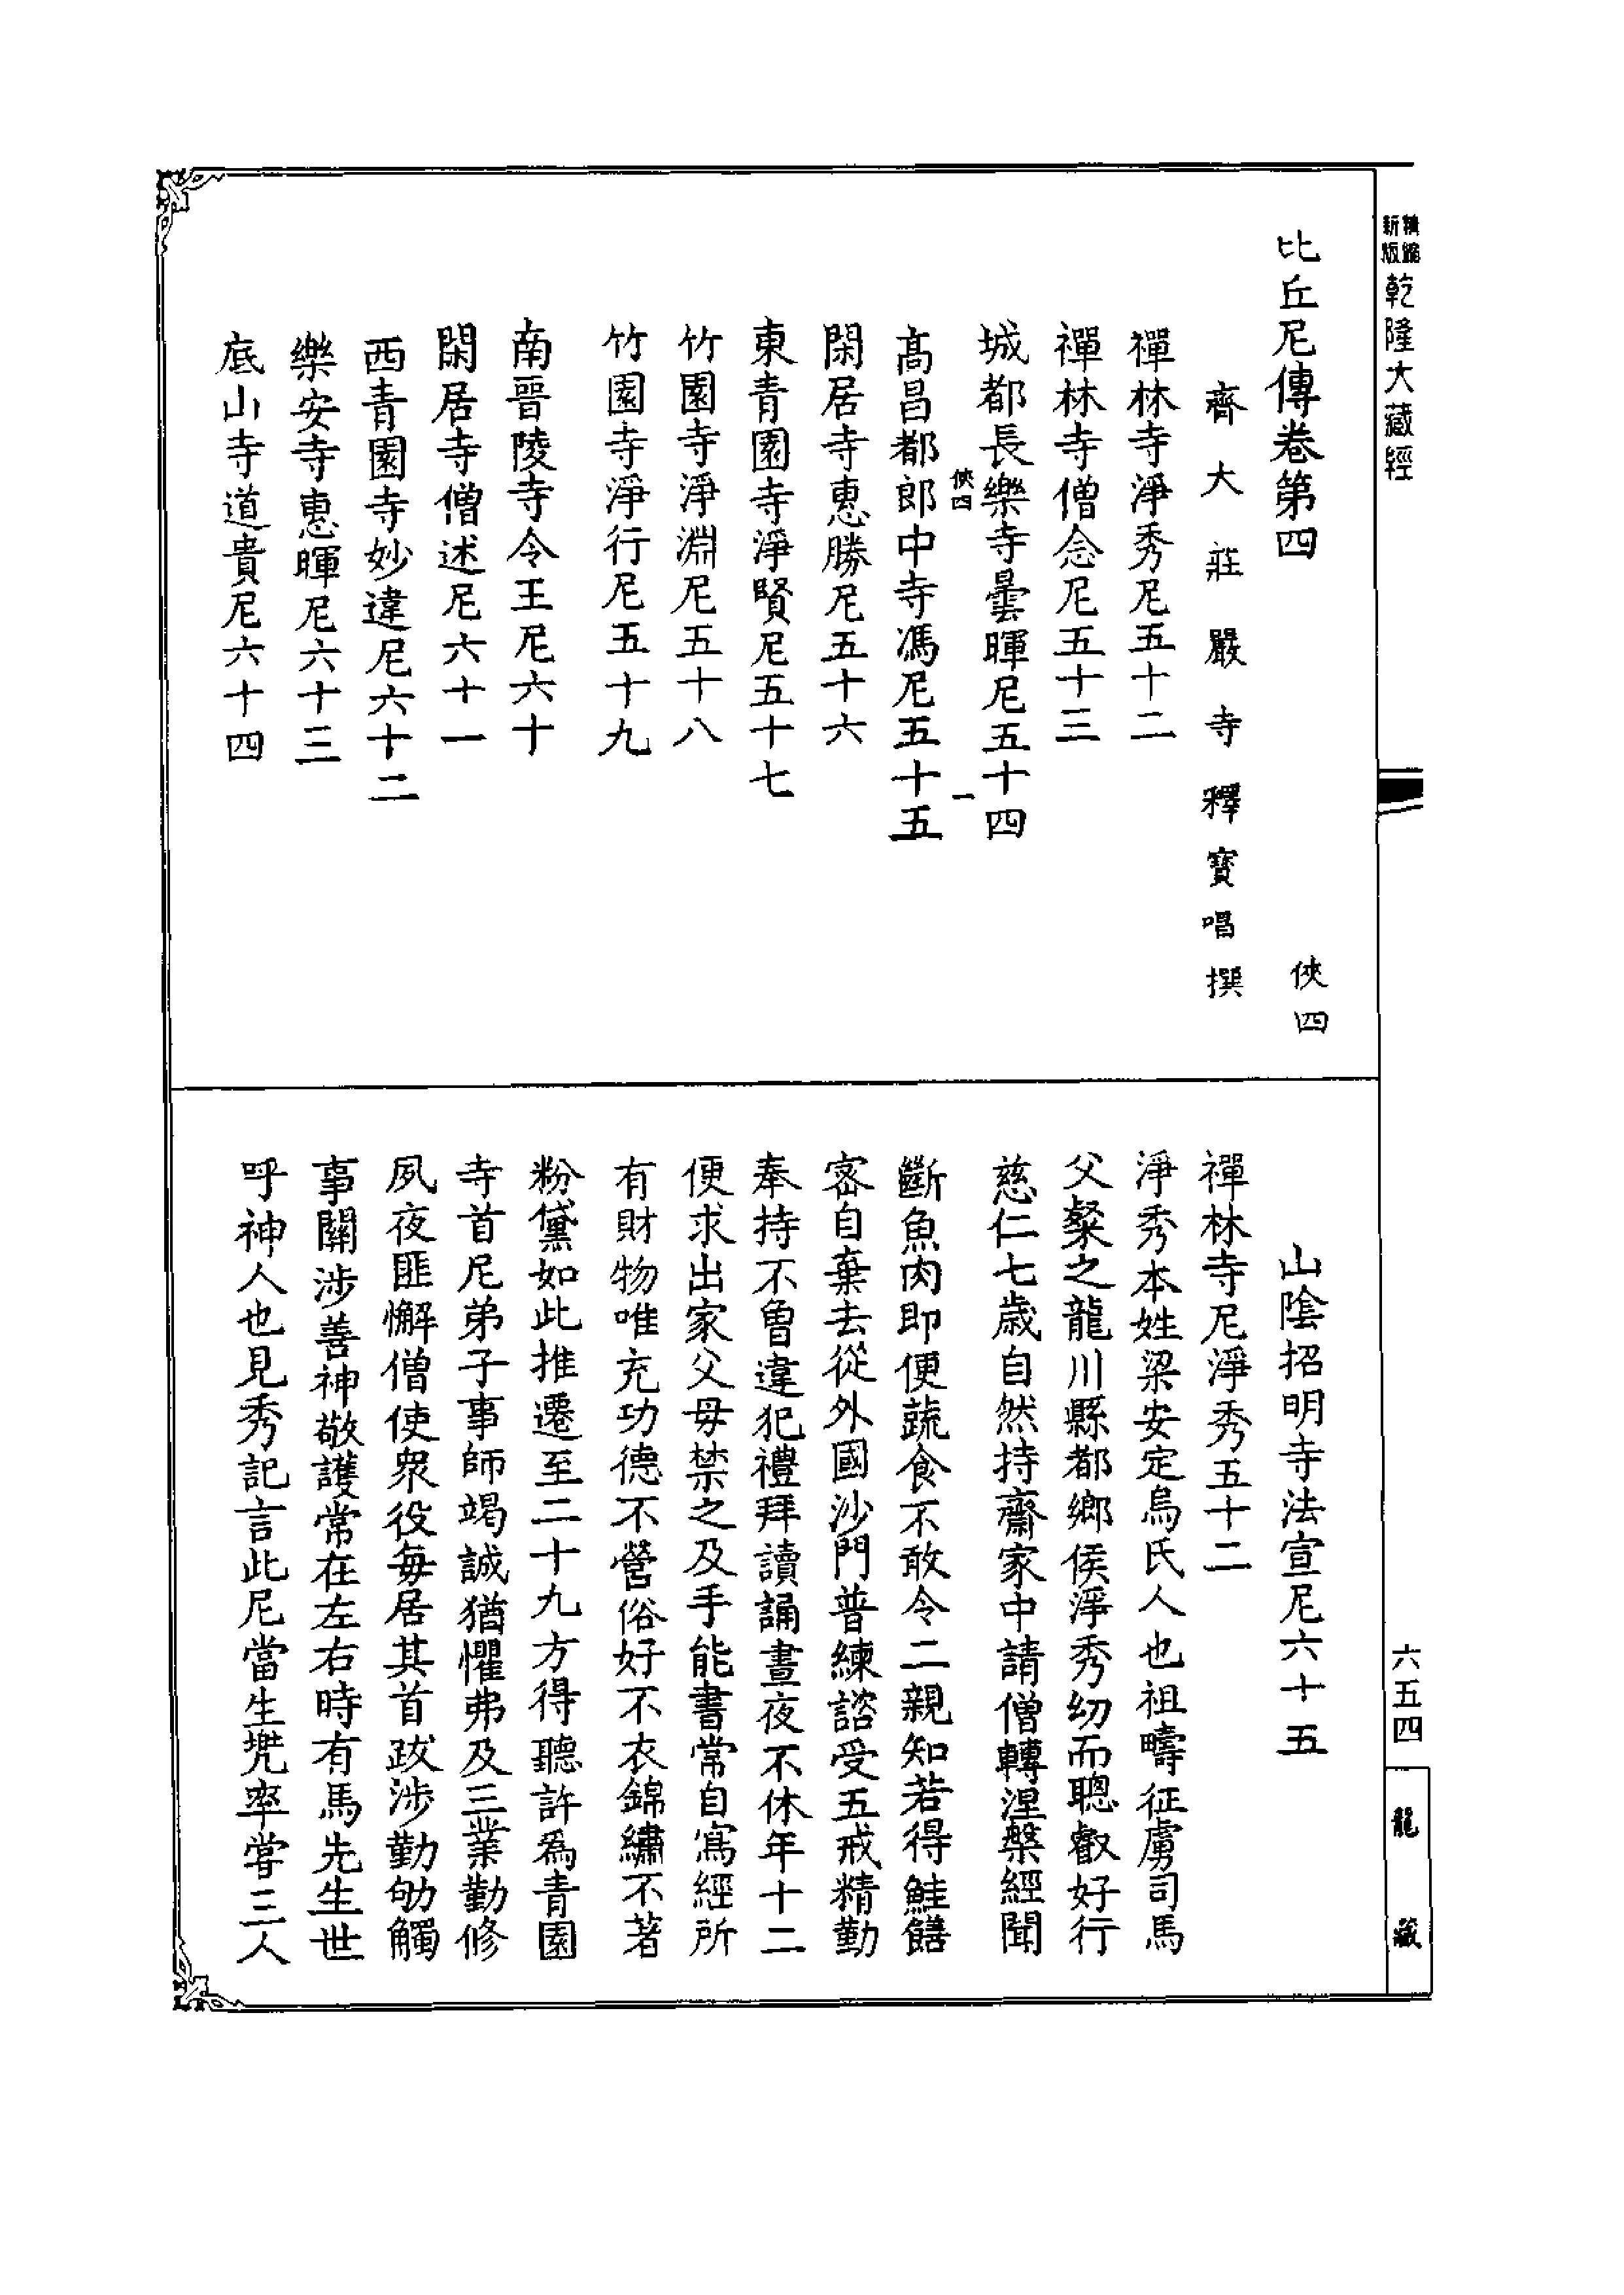 精縮
新版
乾隆大藏經
比丘尼傳卷第四
俠四
齊大莊嚴寺釋寶唱撰
禪林寺淨秀尼五十二
禪林寺僧念尼五十三
城都長樂寺曇暉尼五十四
俠四
一
高昌都郎中寺馮尼五十五
閑居寺惠勝尼五十六
東青園寺淨賢尼五十七
竹園寺淨淵尼五十八
竹園寺淨行尼五十九
南晉陵寺令王尼六十
閑居寺僧述尼六十一
西青園寺妙違尼六十二
樂安寺惠暉尼六十三
底山寺道貴尼六十四
山陰招明寺法宣尼六十五
禪林寺尼淨秀五十二
淨秀本姓梁安定烏氏人也祖疇征虜司馬
父粲之龍川縣都鄉侯淨秀幼而聰叡好行
慈仁七歲自然持齋家中請僧轉涅槃經聞
斷魚肉即便蔬食不敢令二親知若得鮭饍
密自棄去從外國沙門普練諮受五戒精勤
奉持不曾違犯禮拜讀誦晝夜不休年十二
便求出家父母禁之及手能書常自寫經所
有財物唯充功德不營俗好不衣錦繡不著
粉黛如此推遷至二十九方得聽許為青園
寺首尼弟子事師竭誠猶懼弗及三業勤修
夙夜匪懈僧使眾役每居其首跋涉勤劬觸
事關涉善神敬護常在左右時有馬先生世
呼神人也見秀記言此尼當生兜率嘗三人
六五四
龍藏